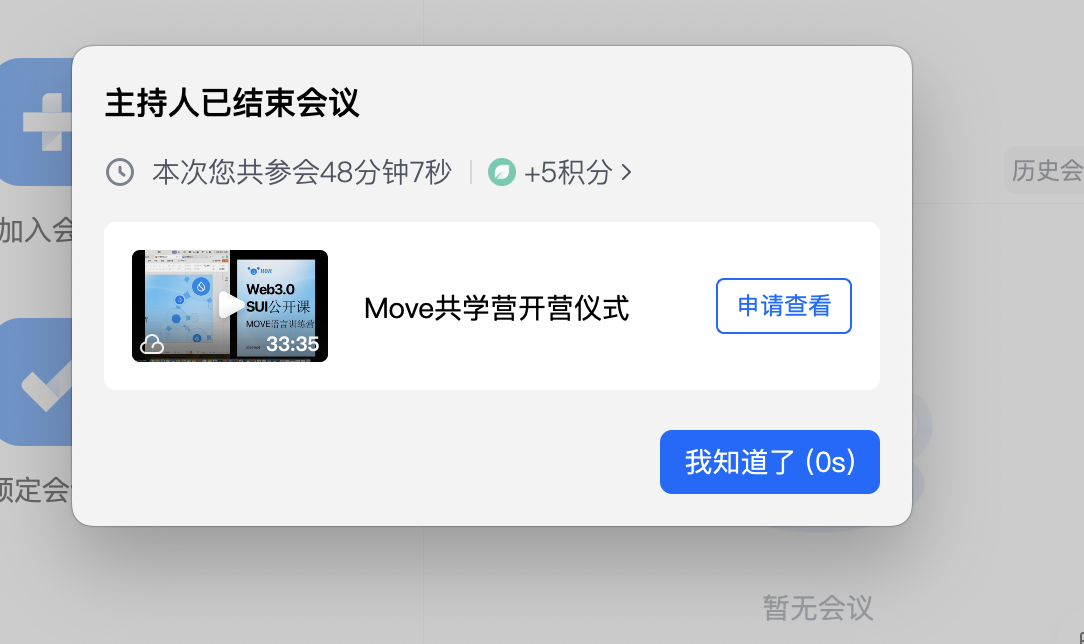 主持人已结束会议
本次您共参会48分钟7秒
+5积分
历史会
加入会
Web3.0
SUI公开课
MOVE语言训练营
33:35
Move共学营开营仪式
申请查看
我知道了 (0s)
预定会
暂无会议